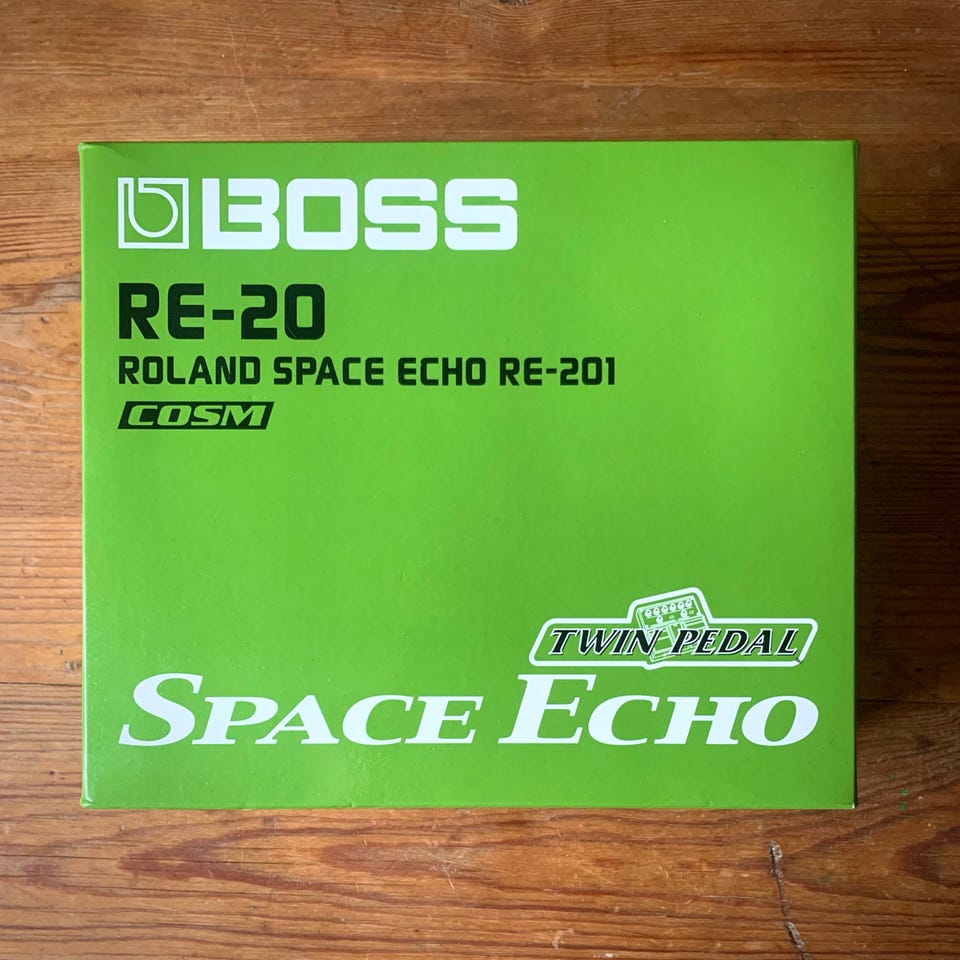 BOSS
RE-20
ROLAND SPACE ECHO RE-201
COSM
TWIN PEDAL
SPACE ECHO